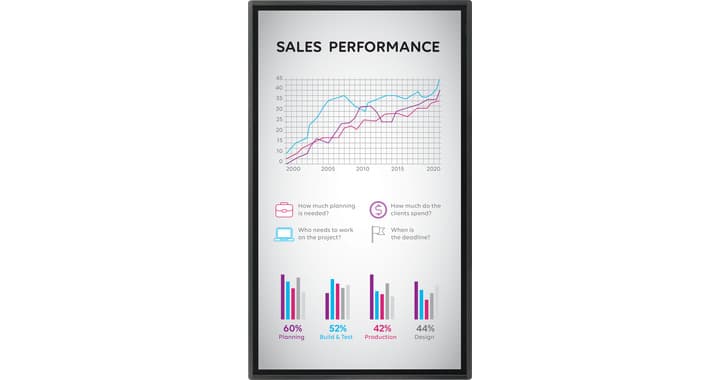 SALES PERFORMANCE
45
40
35
30
25
20
15
10
5
0
2000 2005 2010 2015 2020
How much planning
is needed?
How much do the
clients spend?
Who needs to work
on the project?
When is
the deadline?
60% 52% 42% 44%
Planning Build & Test Production Design